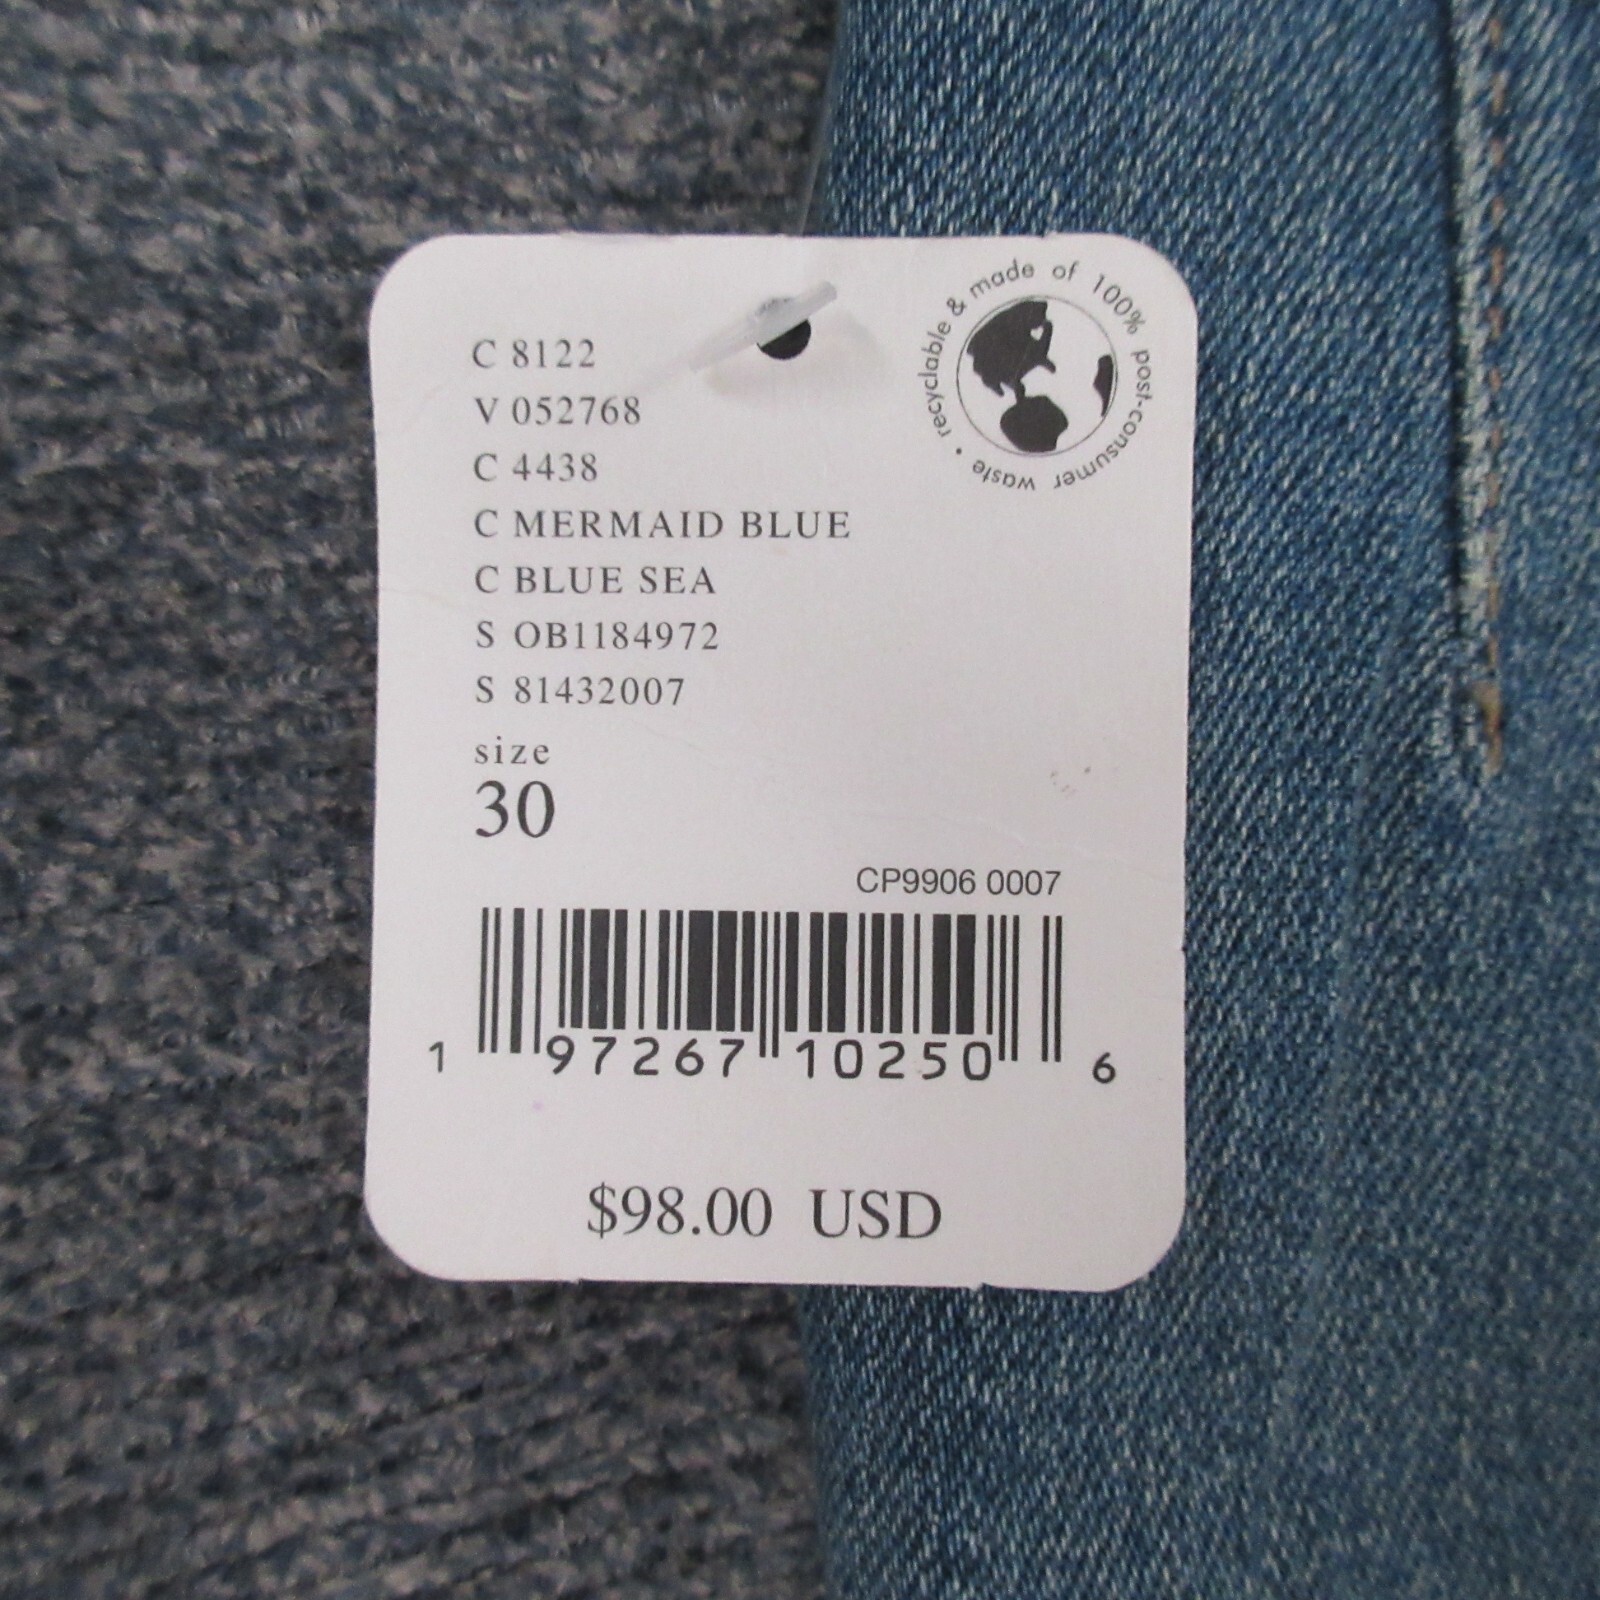 recyclable & made of 100% post-consumer waste •
C 8122
V 052768
C 4438
C MERMAID BLUE
C BLUE SEA
S OB1184972
S 81432007
size
30
CP9906 0007
1 97267 10250 6
$98.00 USD